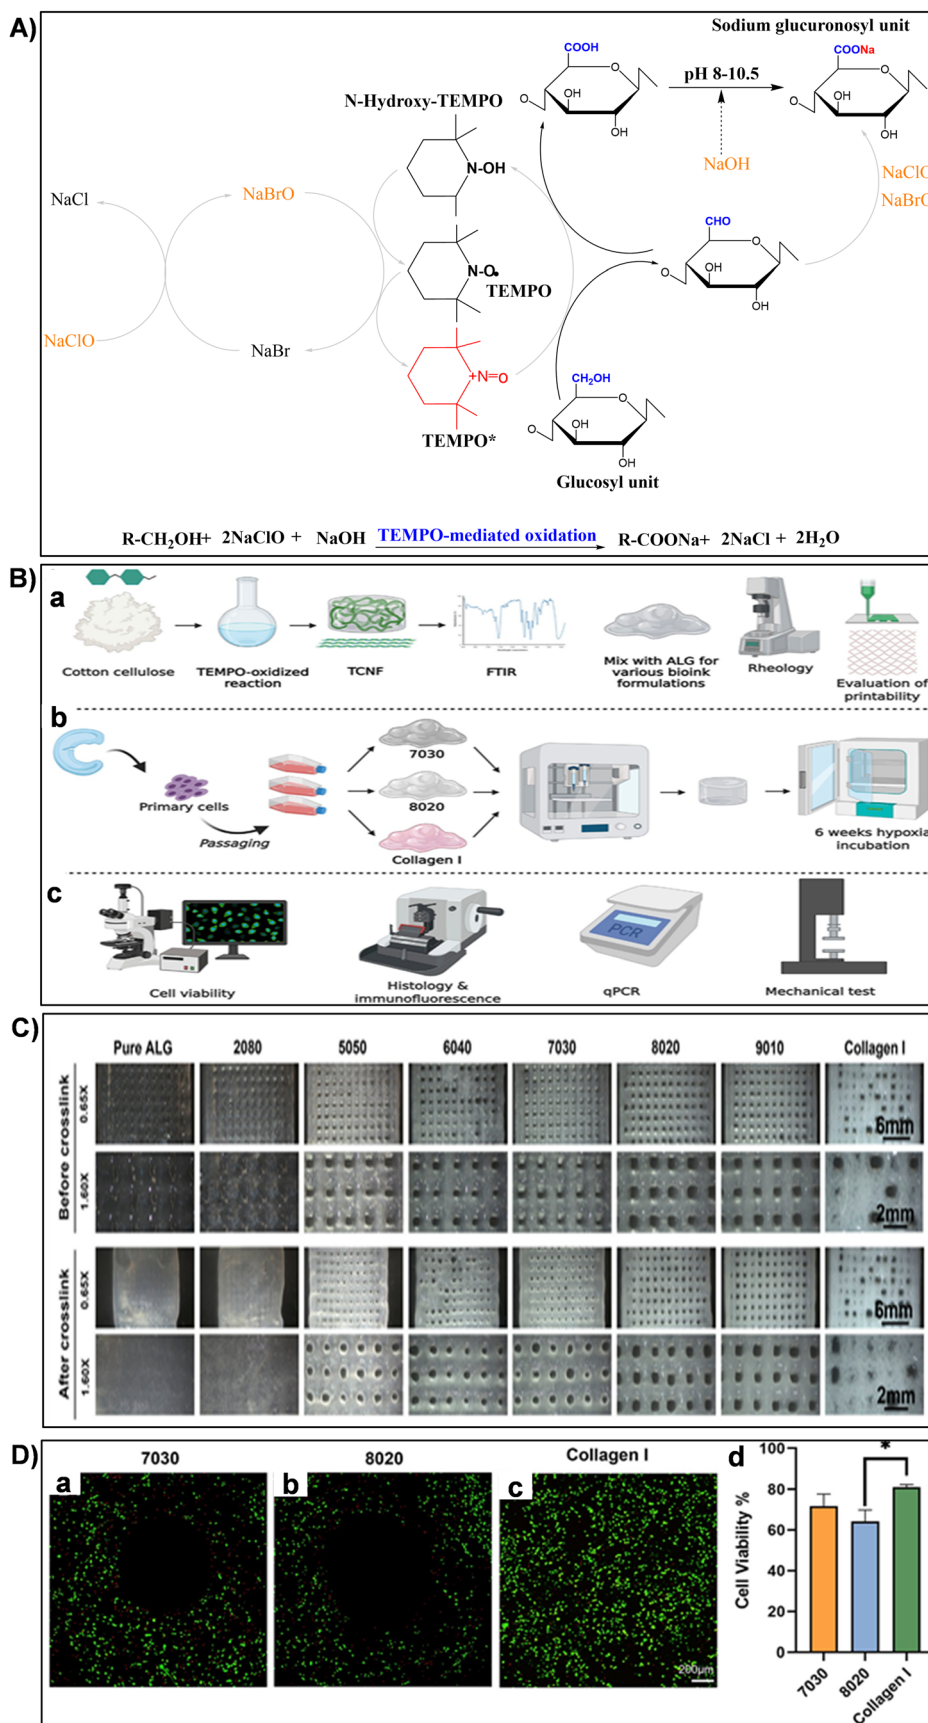 A)
Sodium glucuronosyl unit
COOH
COONa
pH 8-10.5
O
O
OH
OH
O
O
OH
OH
N-Hydroxy-TEMPO
N-OH
NaOH
NaClO
NaBrO
NaCl
NaBrO
CHO
O
O
OH
OH
N-O•
TEMPO
NaClO
NaBr
+N=O
TEMPO*
CH2OH
O
O
OH
OH
Glucosyl unit
R-CH2OH+ 2NaClO + NaOH TEMPO-mediated oxidation R-COONa+ 2NaCl + 2H2O
B)
a
Cotton cellulose
TEMPO-oxidized
reaction
TCNF
FTIR
Mix with ALG for
various bioink
formulations
Rheology
Evaluation of
printability
b
Primary cells
Passaging
7030
8020
Collagen I
6 weeks hypoxia
incubation
c
Cell viability
Histology &
immunofluorescence
PCR
qPCR
Mechanical test
C)
Pure ALG 2080 5050 6040 7030 8020 9010 Collagen I
Before crosslink
0.65X
6mm
1.60X
2mm
After crosslink
0.65X
6mm
1.60X
2mm
D)
7030 8020 Collagen I
a
b
c
200µm
d
Cell Viability %
100
80
60
40
20
0
*
7030
8020
Collagen I